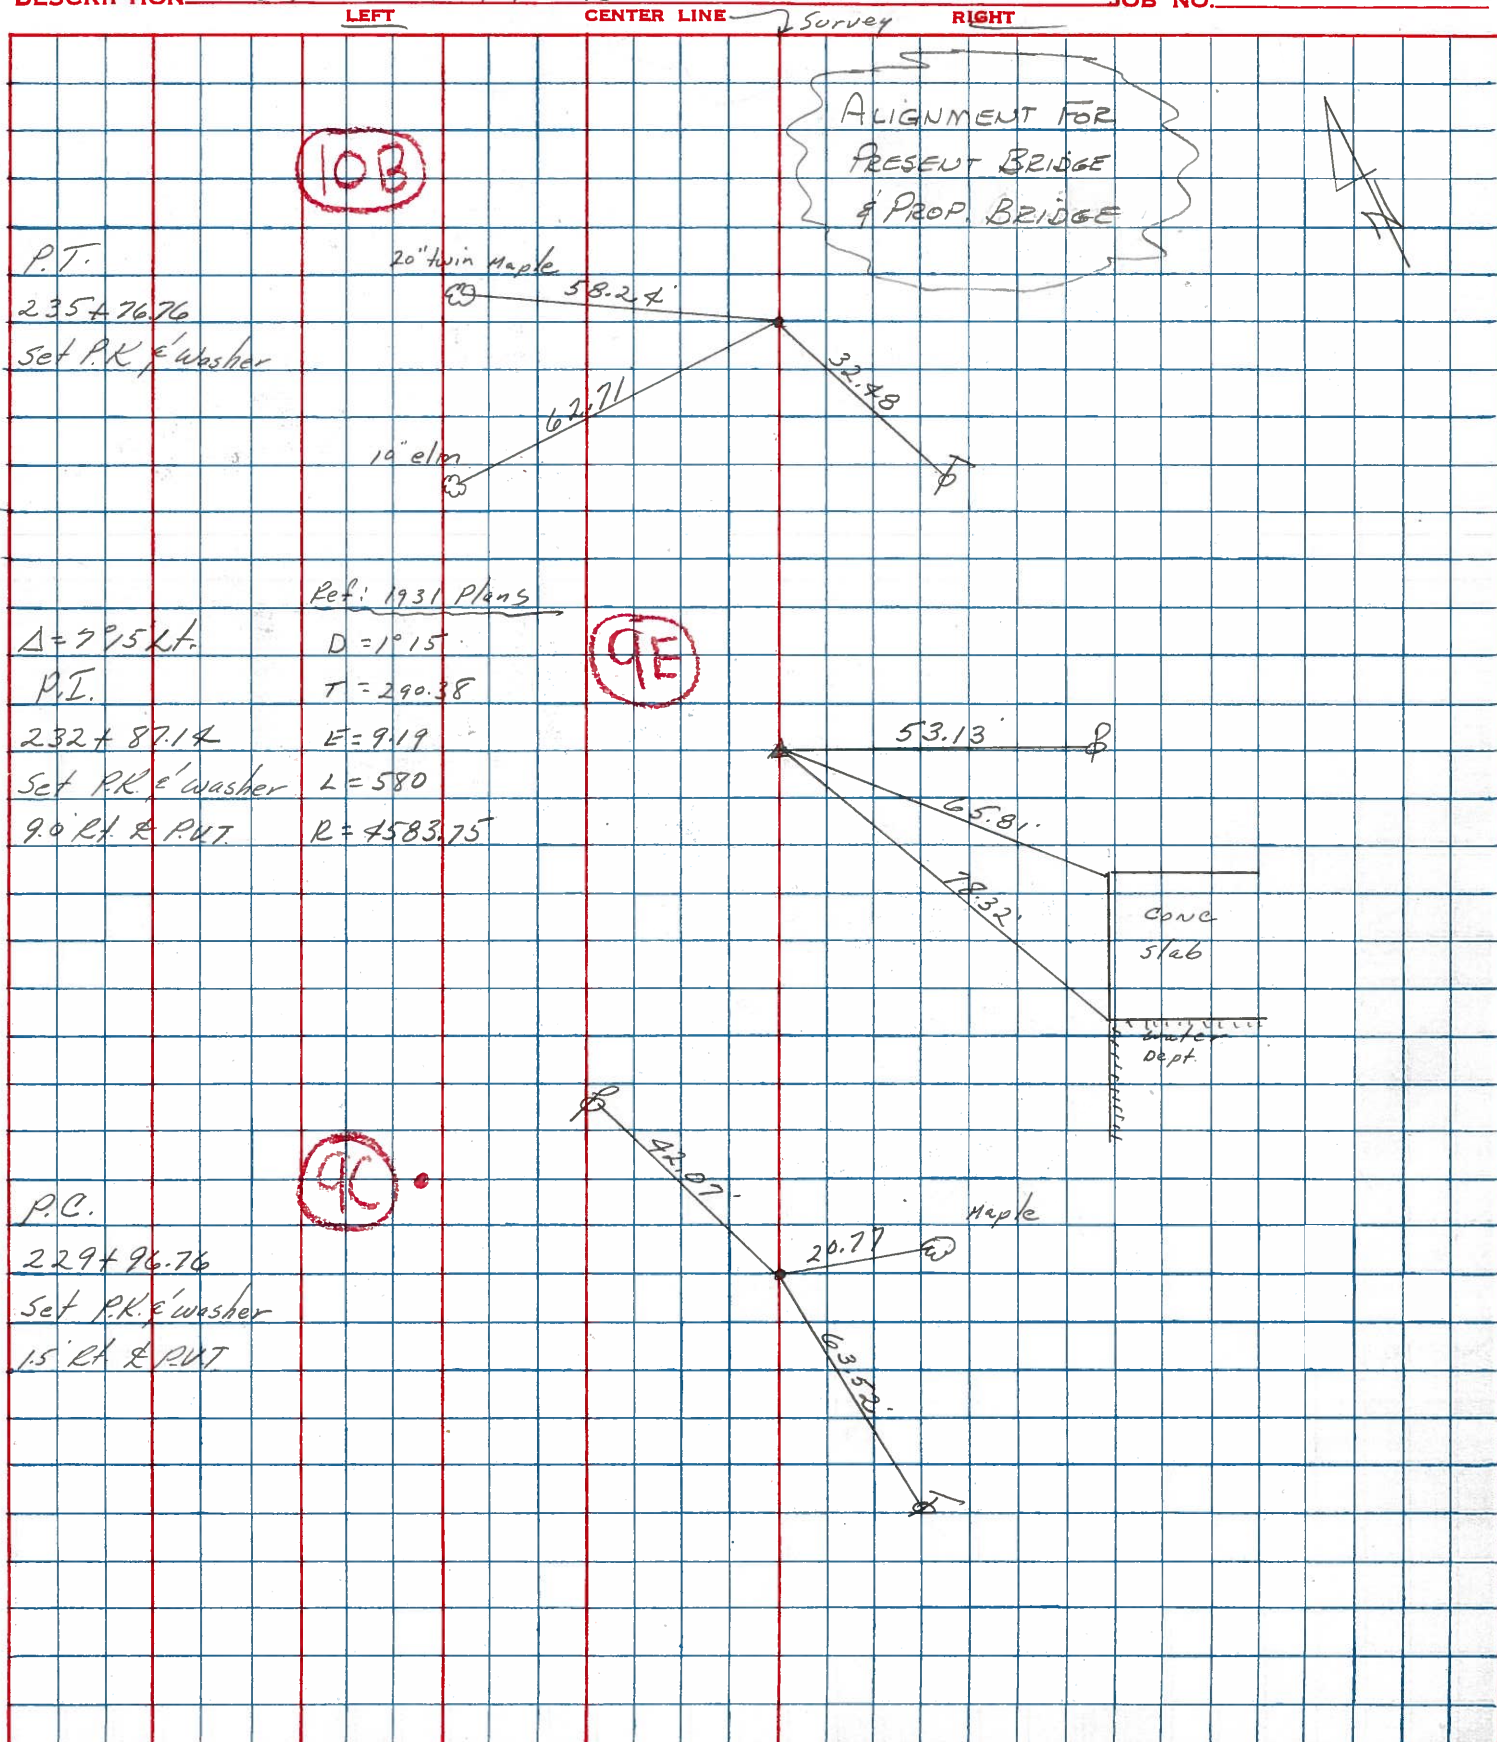 DESCRIPTION
JOB NO.
LEFT
CENTER LINE
Survey
RIGHT
ALIGNMENT FOR
PRESENT BRIDGE
& PROP. BRIDGE
10B
P.T.
235+76.76
Set P.K. & Washer
20" twin Maple
58.24'
62.71
32.48
10" elm
Ref: 1931 Plans
Δ = 7°15 Lt.
D = 1°15
P.I.
T = 290.38
232+87.14
E = 9.19
Set P.K. & washer
L = 580
9.0' Rt. ℄ P.V.T.
R = 4583.75
9E
53.13'
65.81'
78.32'
CONC
slab
Water
Dept.
9C
P.C.
229+96.76
Set P.K. & washer
1.5' Rt ℄ P.V.T
42.07'
Maple
20.77
63.52'